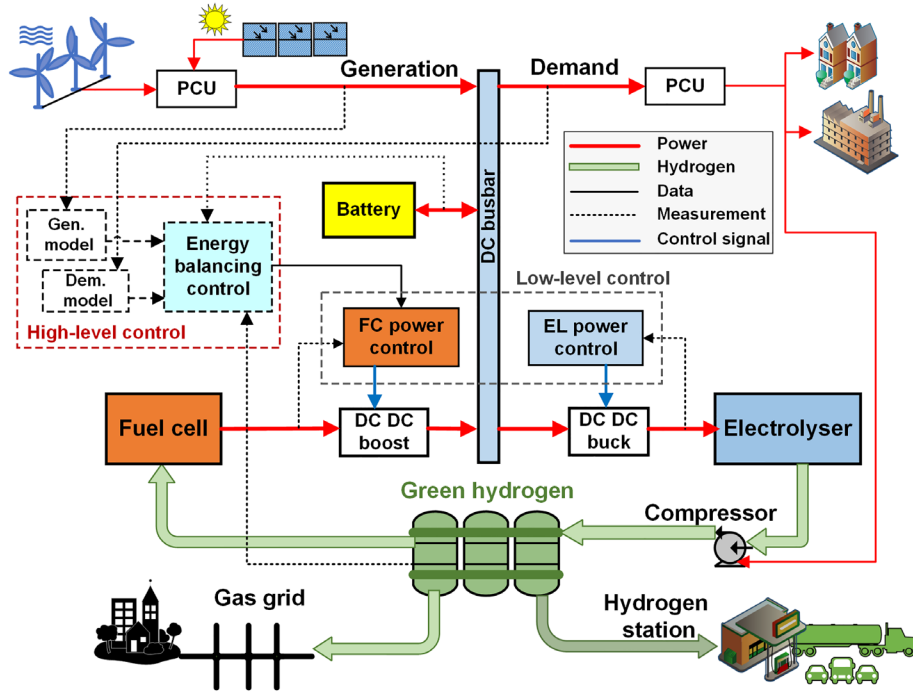 Generation
Demand
PCU
PCU
Power
Hydrogen
Data
Measurement
Control signal
DC busbar
Battery
Gen.
model
Energy
balancing
control
Dem.
model
High-level control
Low-level control
FC power
control
EL power
control
Fuel cell
DC DC
boost
DC DC
buck
Electrolyser
Green hydrogen
Compressor
Gas grid
Hydrogen
station